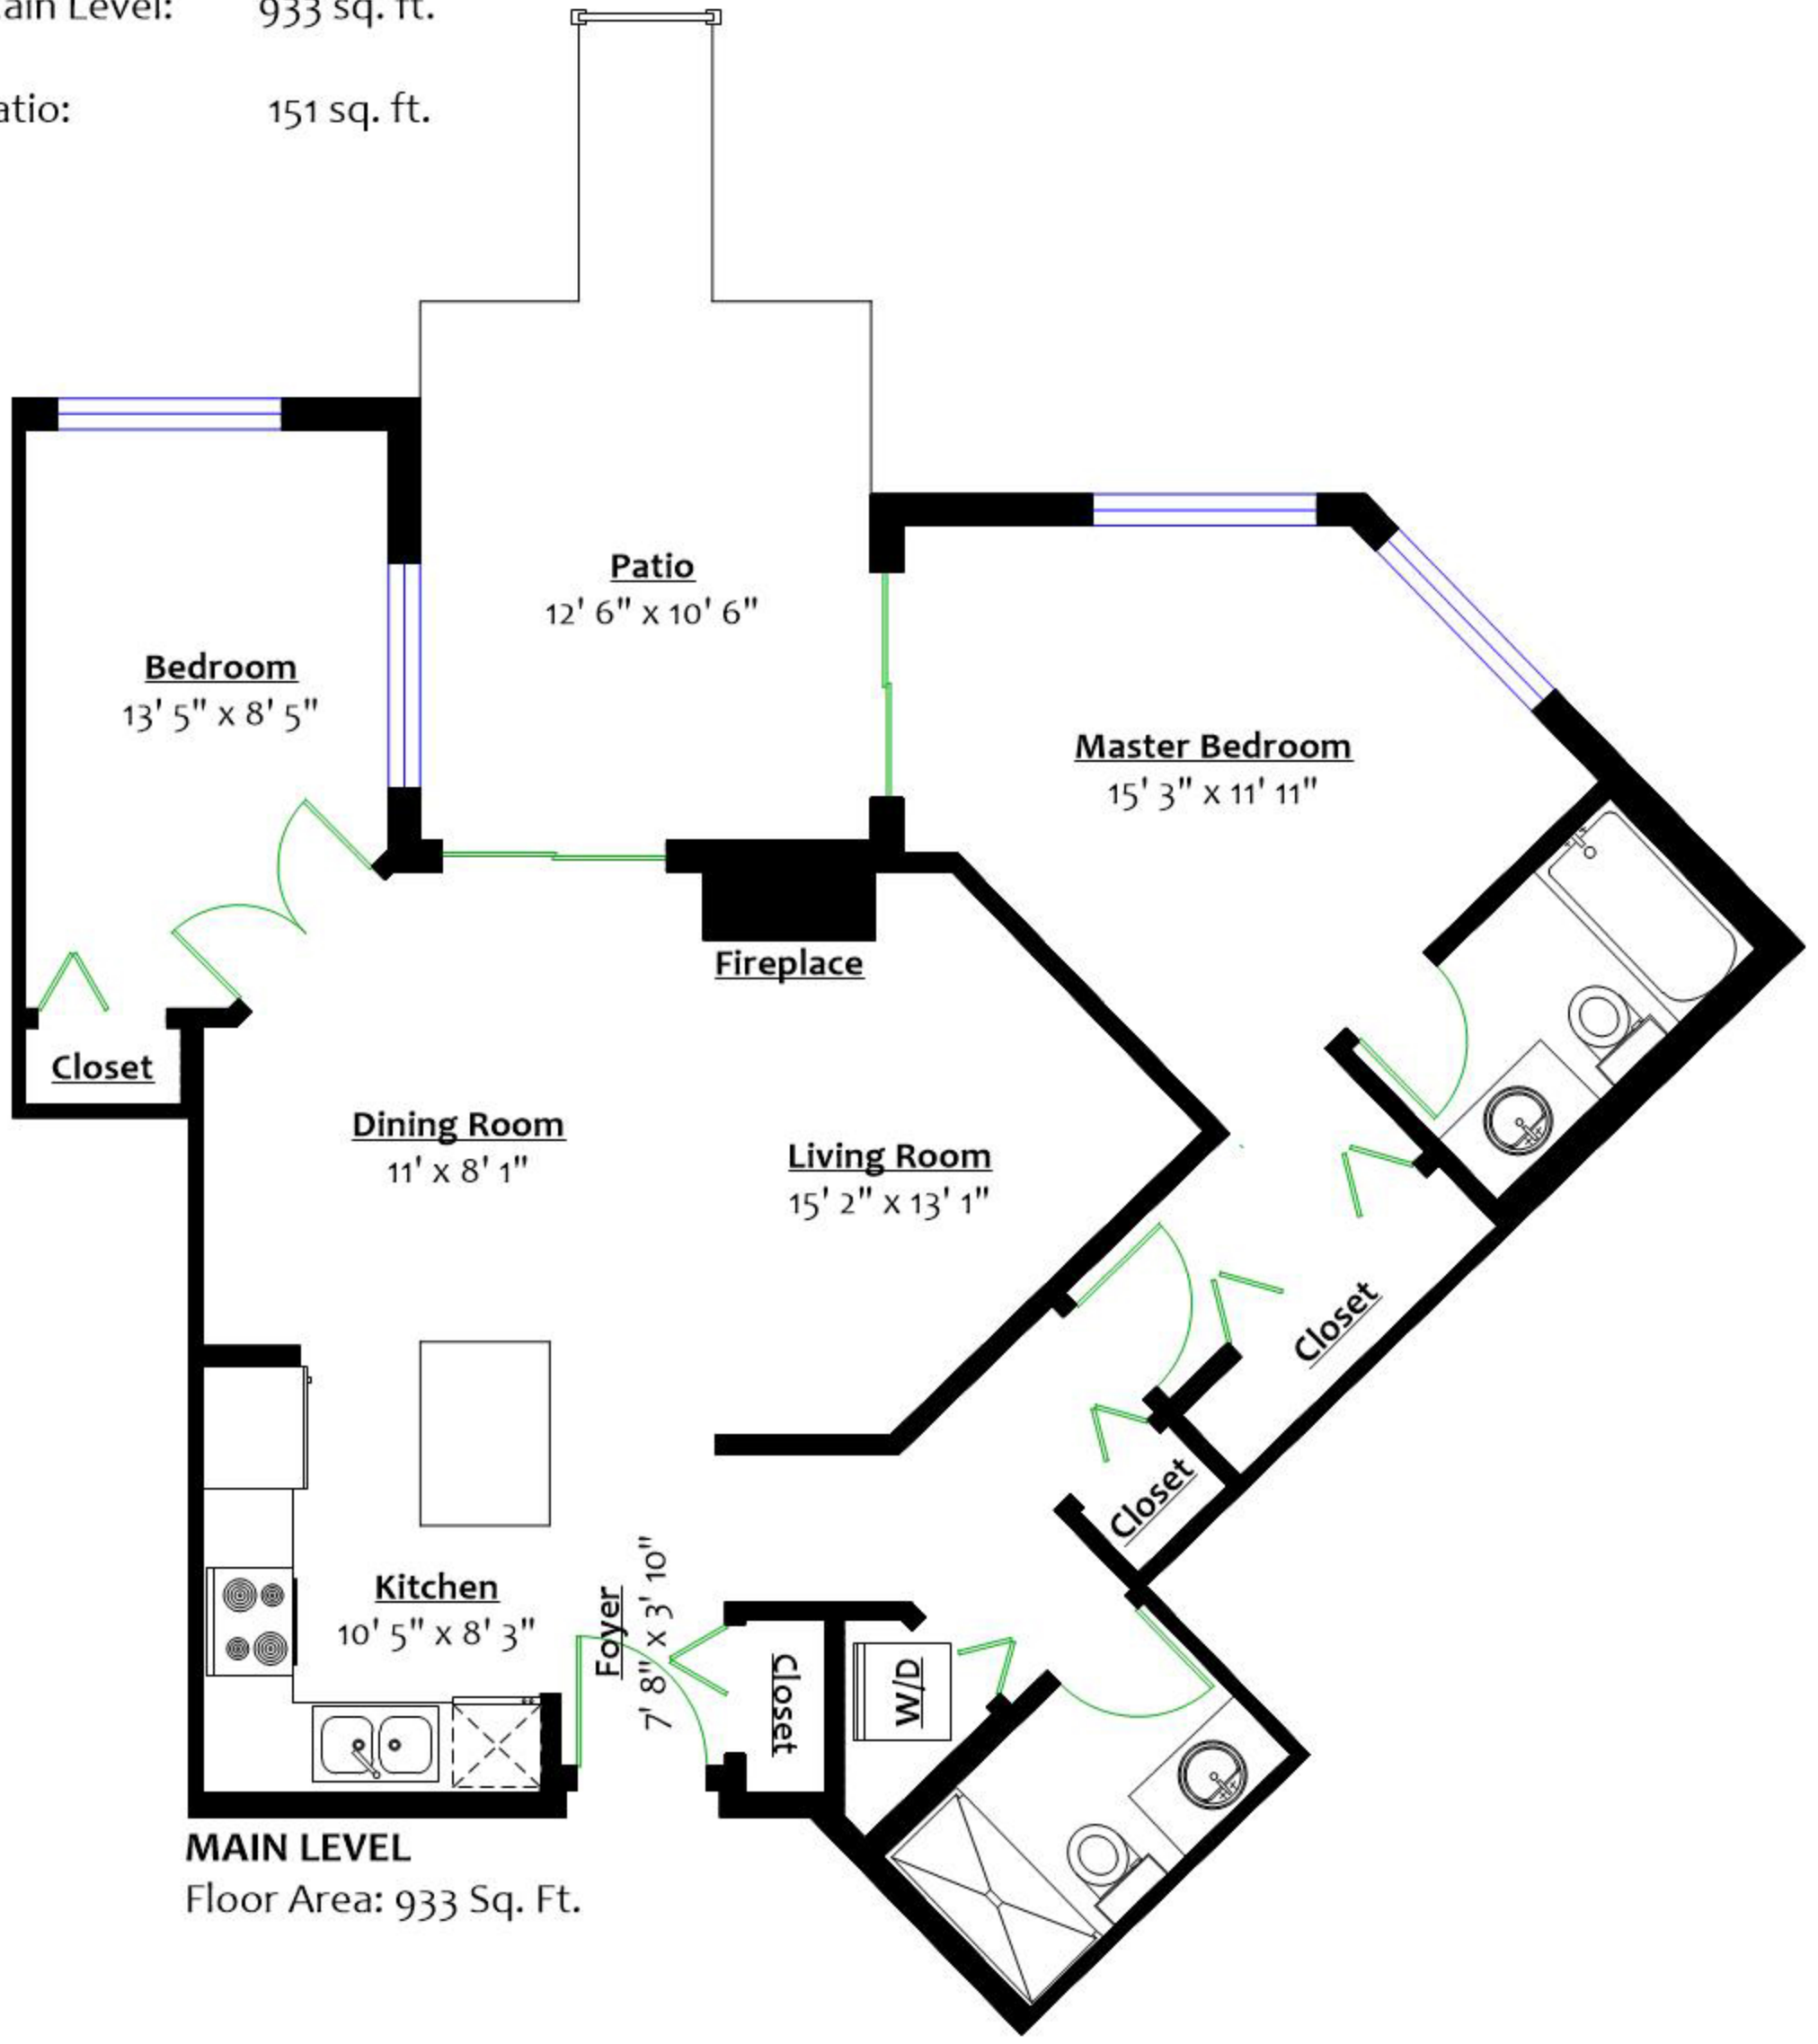 ain Level: 933 sq. ft.
atio: 151 sq. ft.
Patio
12' 6" x 10' 6"
Bedroom
13' 5" x 8' 5"
Master Bedroom
15' 3" x 11' 11"
Fireplace
Closet
Dining Room
11' x 8' 1"
Living Room
15' 2" x 13' 1"
Closet
Closet
Kitchen
10' 5" x 8' 3"
Foyer
7' 8" x 3' 10"
Closet
W/D
MAIN LEVEL
Floor Area: 933 Sq. Ft.